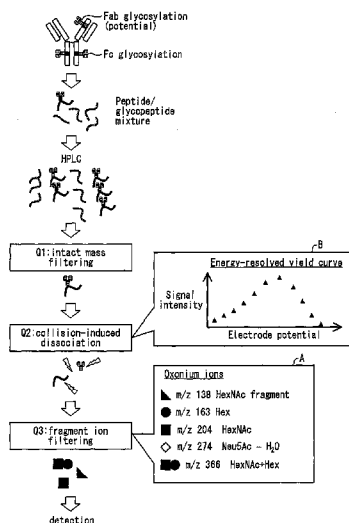 Fab glycosylation
(potential)
Fc glycosylation
Peptide/
glycopeptide
mixture
HPLC
Q1:intact mass
filtering
B
Energy-resolved yield curve
Signal
intensity
Electrode potential
Q2:collision-induced
dissociation
A
Oxonium ions
m/z 138 HexNAc fragment
m/z 163 Hex
m/z 204 HexNAc
m/z 274 Neu5Ac - H₂O
m/z 366 HexNAc+Hex
Q3:fragment ion
filtering
detection